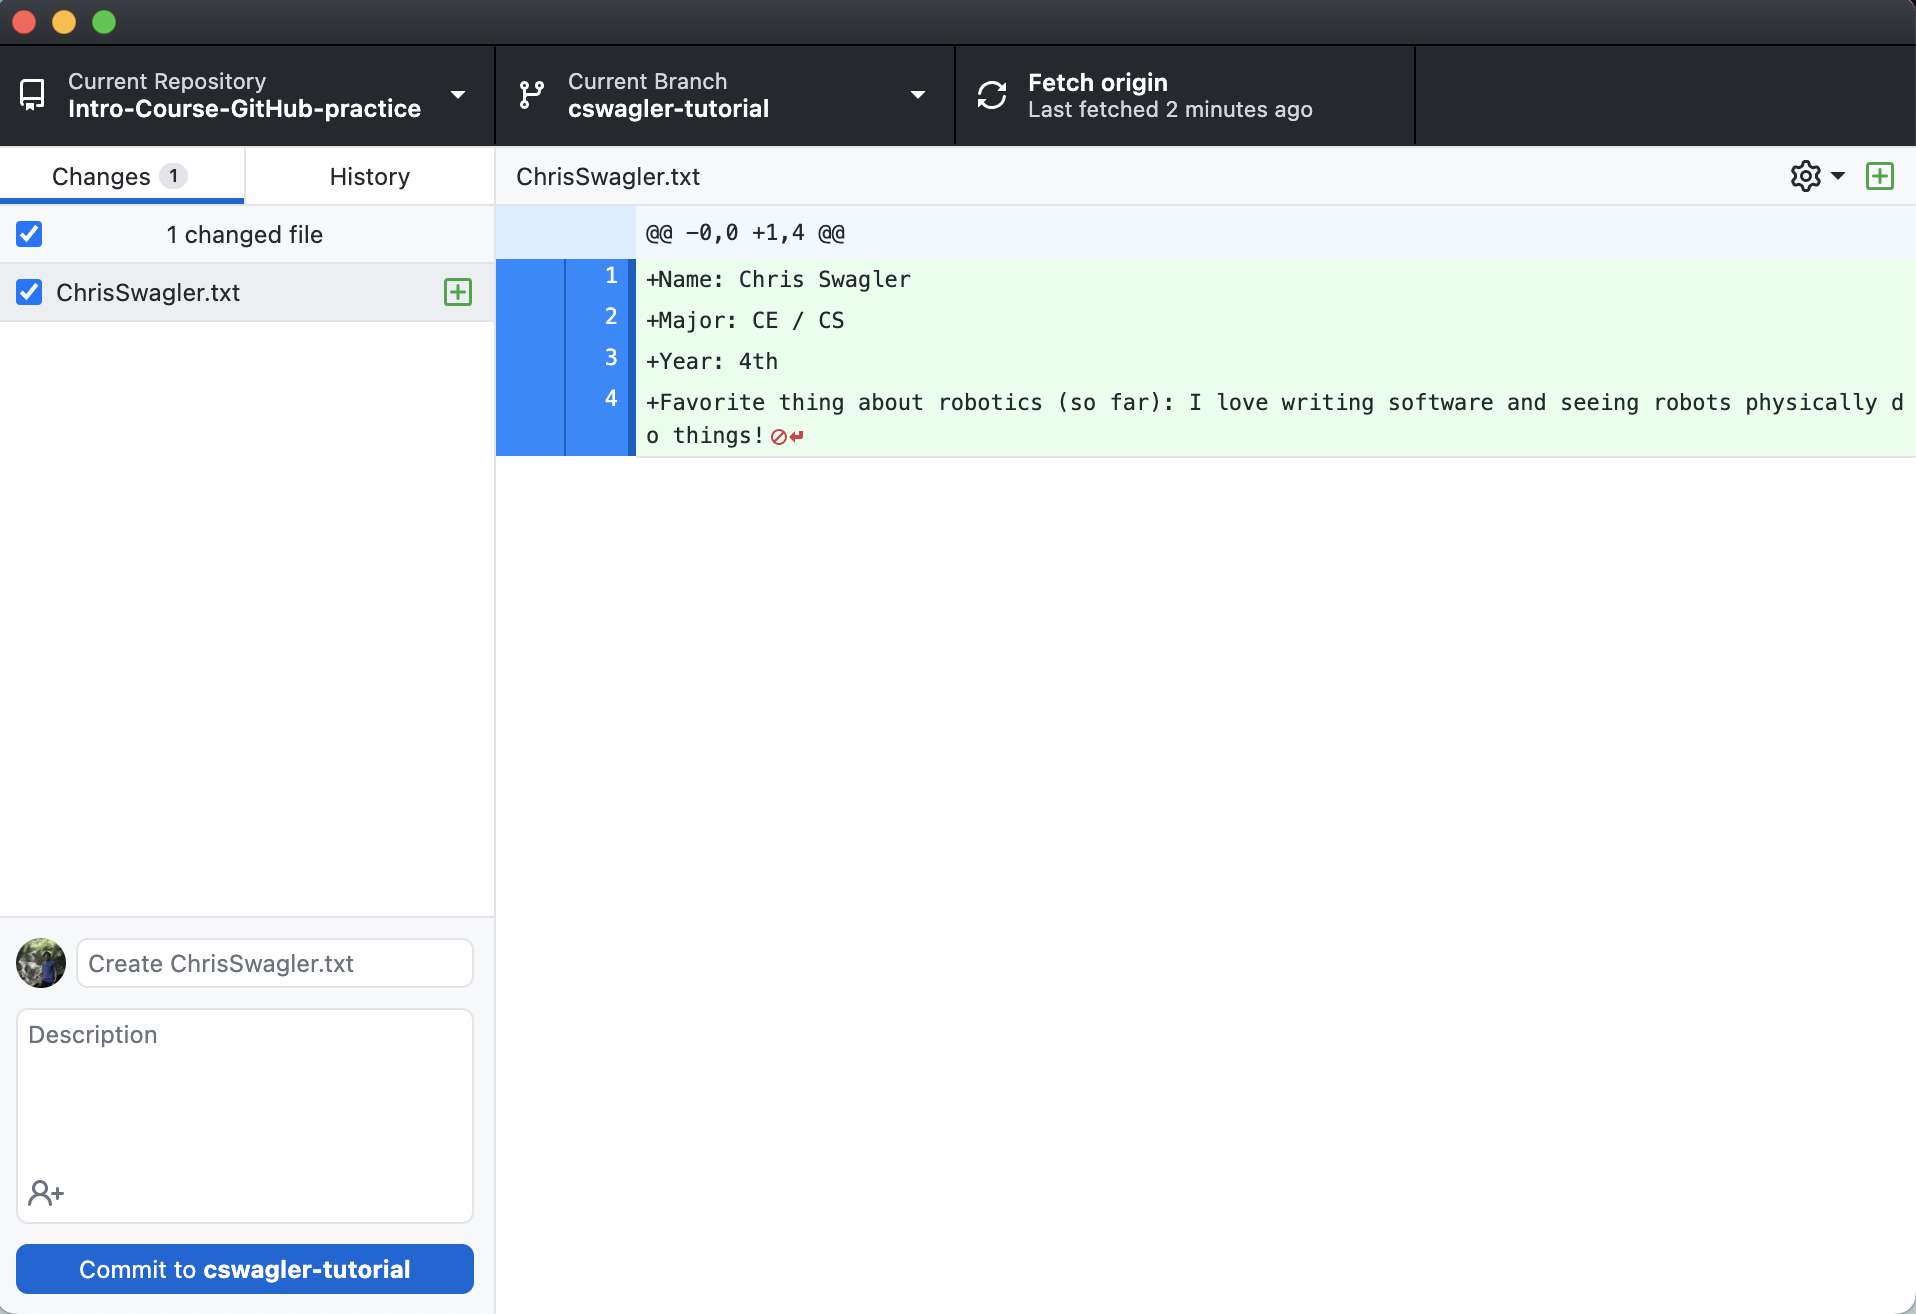 Current Repository
Intro-Course-GitHub-practice
Current Branch
cswagler-tutorial
Fetch origin
Last fetched 2 minutes ago
Changes 1
History
ChrisSwagler.txt
1 changed file
ChrisSwagler.txt
@@ -0,0 +1,4 @@
1 +Name: Chris Swagler
2 +Major: CE / CS
3 +Year: 4th
4 +Favorite thing about robotics (so far): I love writing software and seeing robots physically d
o things!
Create ChrisSwagler.txt
Description
Commit to cswagler-tutorial